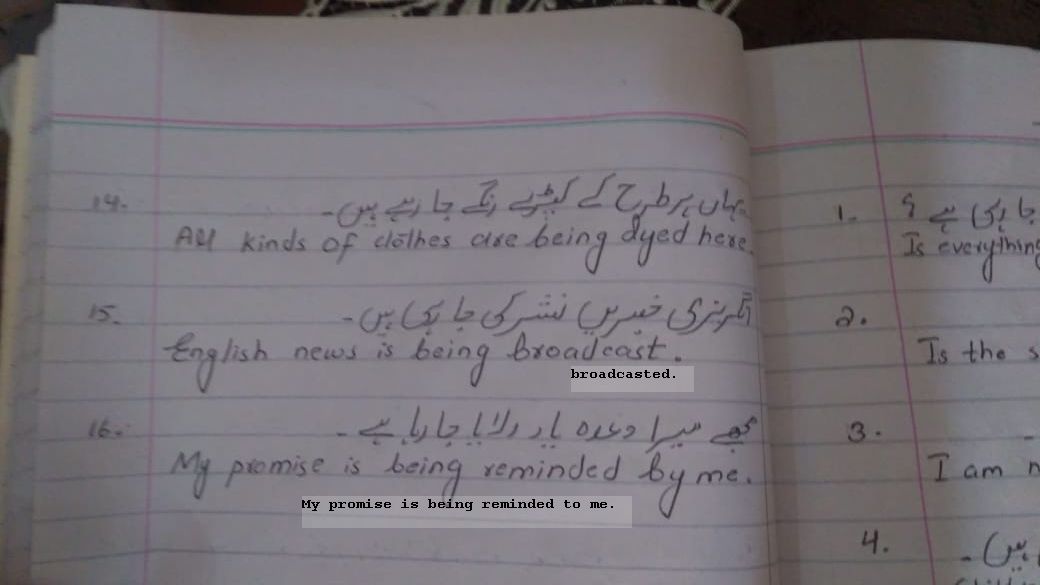 14. یہاں ہر طرح کے کپڑے رنگے جا رہے ہیں۔
All kinds of clothes are being dyed here.
15. انگریزی خبریں نشر کی جا رہی ہیں۔
English news is being broadcast.
broadcasted.
16. مجھے میرا وعدہ یاد دلایا جا رہا ہے۔
My promise is being reminded by me.
My promise is being reminded to me.
1. جا رہی ہے ؟
Is everything
2.
Is the
3.
I am
4. ہیں۔